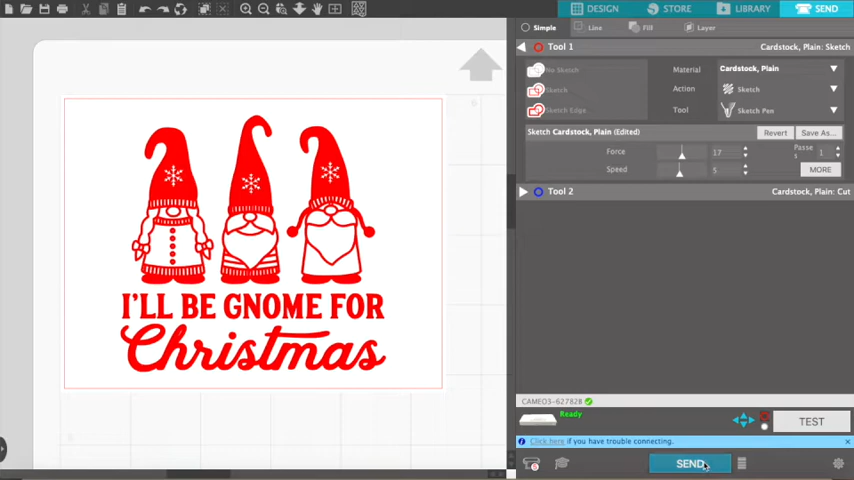 DESIGN STORE LIBRARY SEND
Simple Line Fill Layer
Tool 1 Cardstock, Plain: Sketch
No Sketch
Sketch
Sketch Edge
Material Cardstock, Plain
Action Sketch
Tool Sketch Pen
Sketch Cardstock, Plain (Edited) Revert Save As...
Force 17 Passes 1
Speed 5 MORE
Tool 2 Cardstock, Plain: Cut
I'LL BE GNOME FOR
Christmas
CAMEO3-627828
Ready
TEST
Click here if you have trouble connecting.
SEND